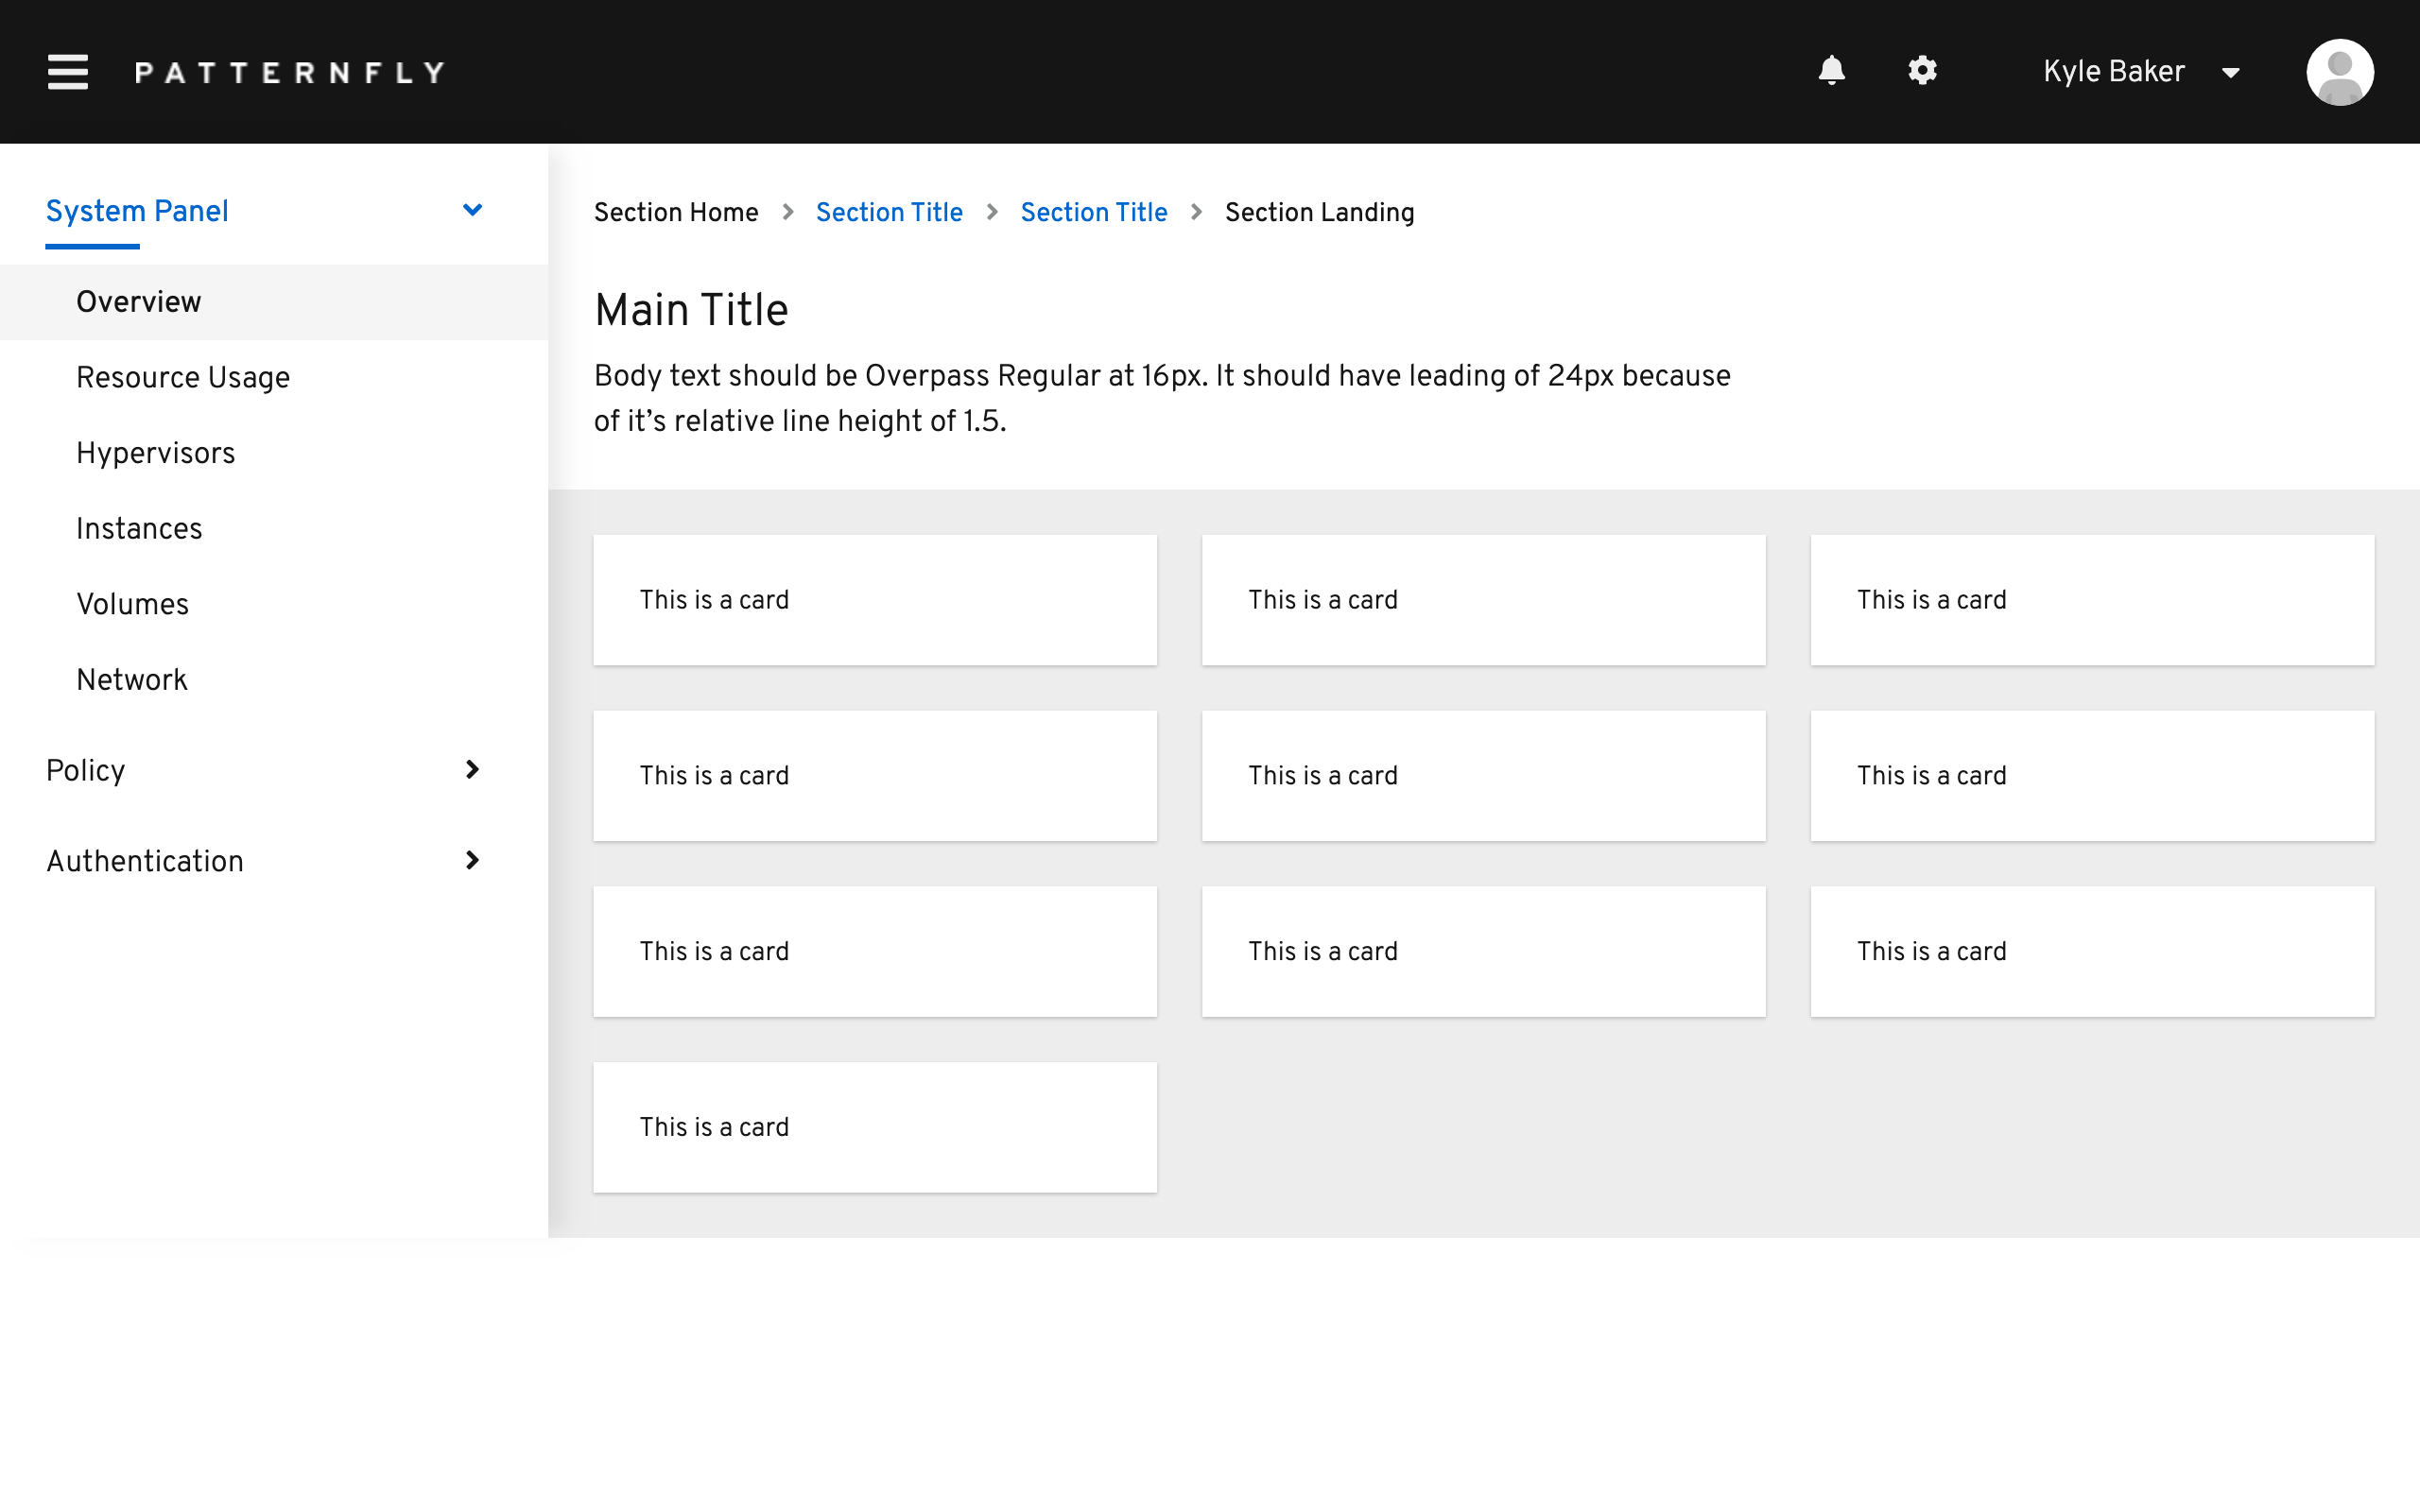 PATTERNFLY
Kyle Baker
System Panel
Overview
Resource Usage
Hypervisors
Instances
Volumes
Network
Policy
Authentication
Section Home > Section Title > Section Title > Section Landing
Main Title
Body text should be Overpass Regular at 16px. It should have leading of 24px because
of it’s relative line height of 1.5.
This is a card
This is a card
This is a card
This is a card
This is a card
This is a card
This is a card
This is a card
This is a card
This is a card